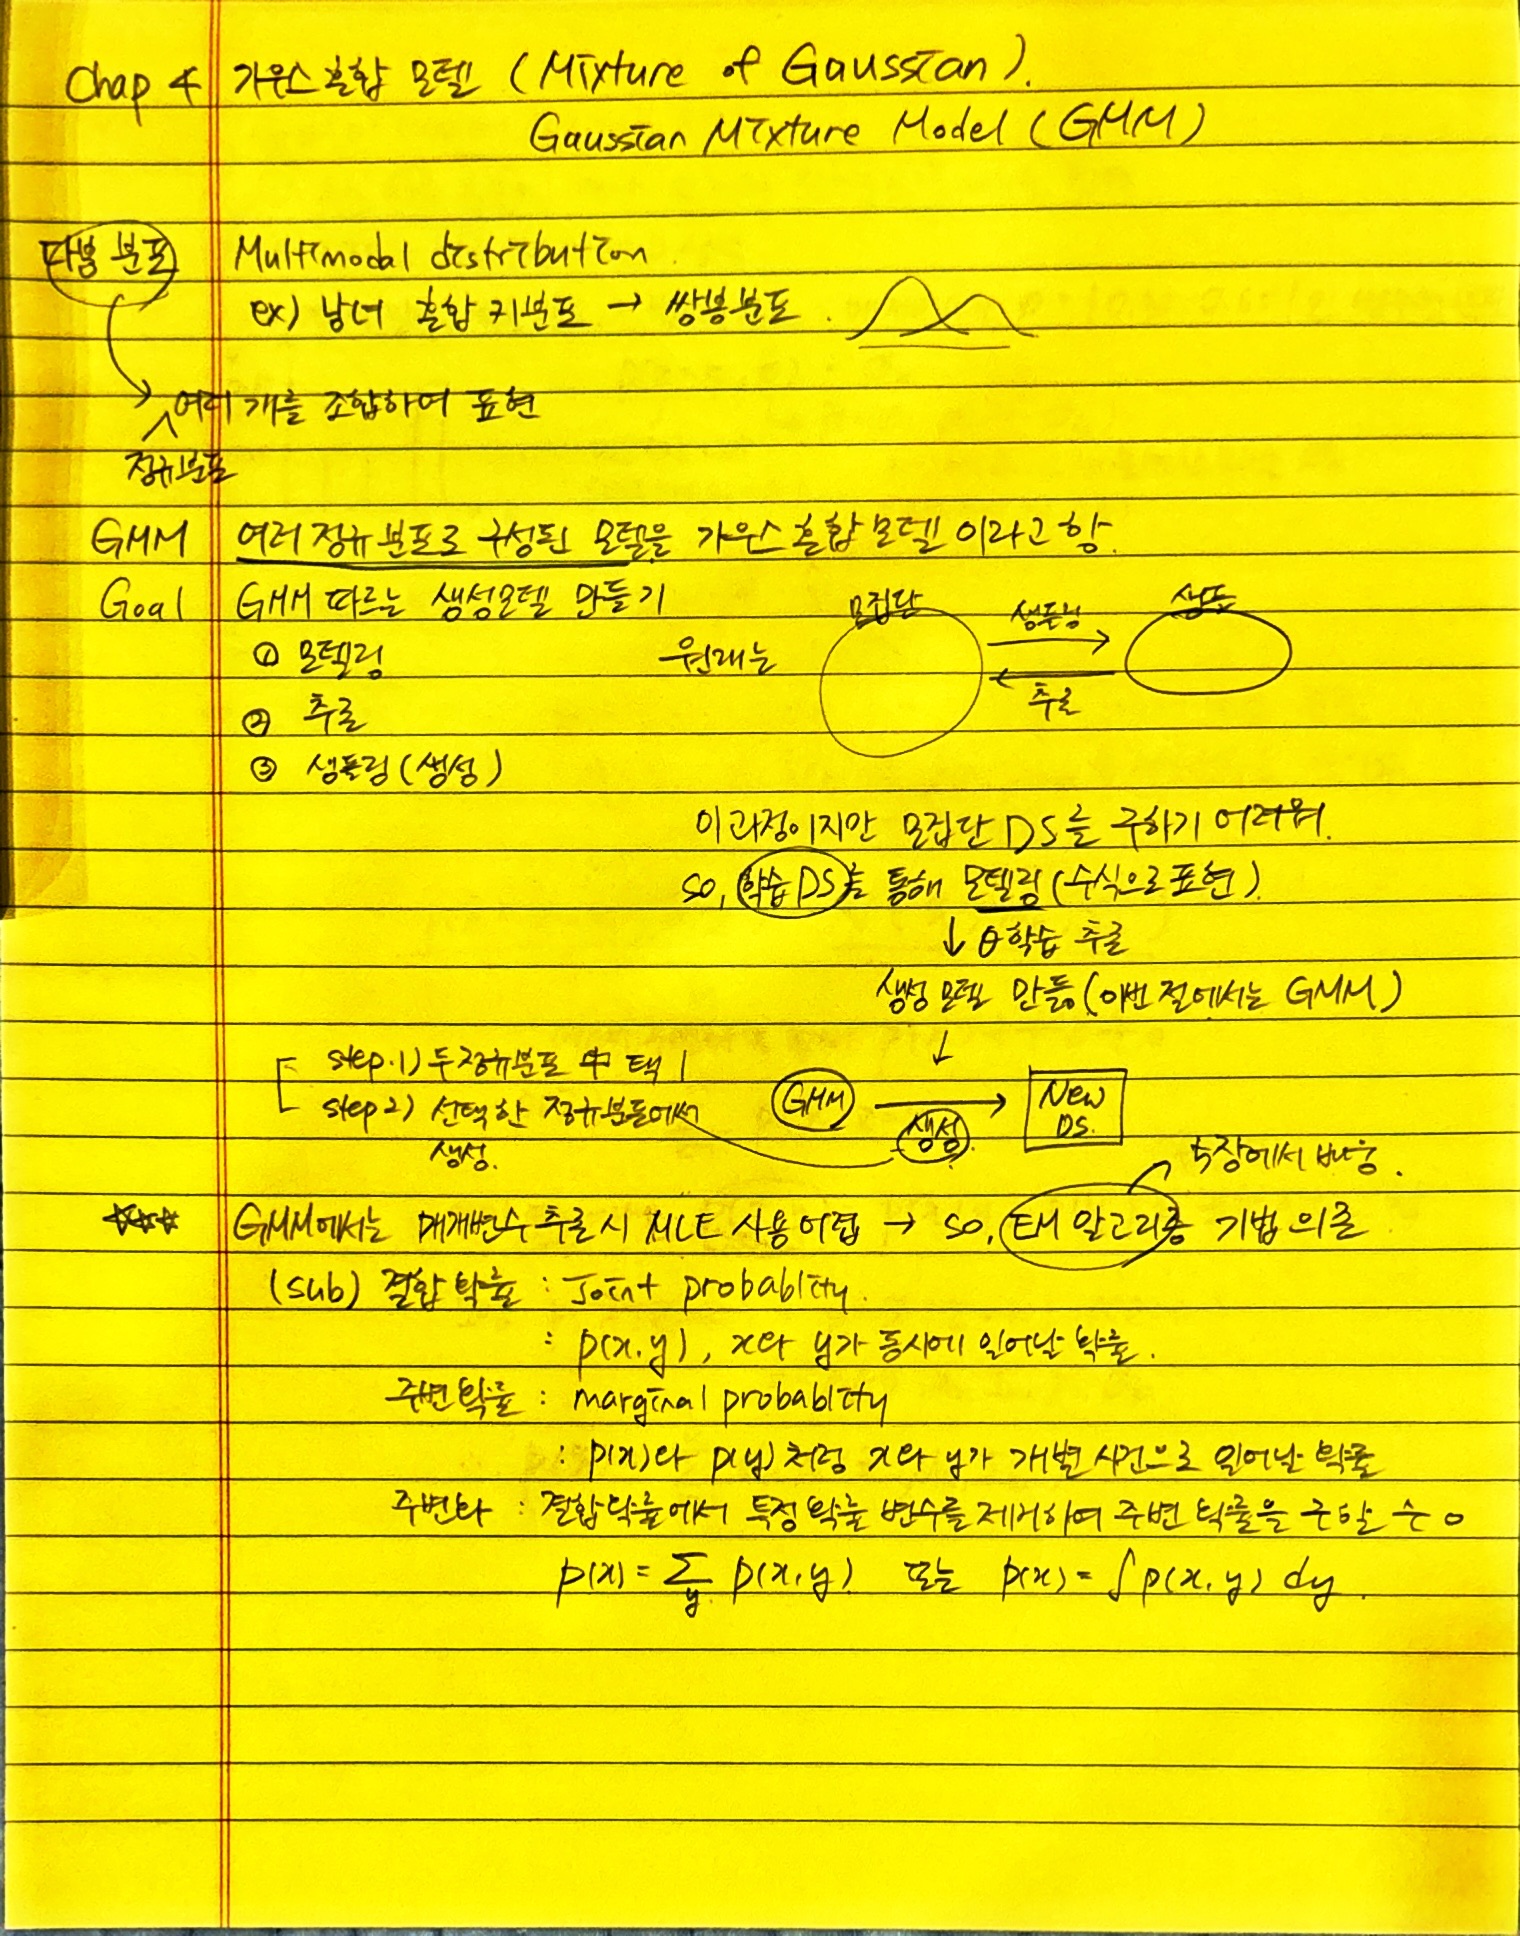 Chap 4 가우스 혼합 모델 (Mixture of Gaussian).
Gaussian Mixture Model (GMM)
다봉 분포 Multimodal distribution.
ex) 남녀 혼합 키분포 → 쌍봉분포.
여러 개를 조합하여 표현
정규분포
GMM 여러 정규분포로 구성된 모델을 가우스 혼합 모델 이라고 함.
Goal GMM 따르는 생성모델 만들기
모집단 샘플링 샘플
① 모델링 원래는
② 추론 추론
③ 샘플링 (생성)
이 과정이지만 모집단 DS를 구하기 어려워.
so, 학습 DS를 통해 모델링 (수식으로 표현).
↓ θ 학습 추론
생성 모델 만듦 (이번 절에서는 GMM)
↓
step.1) 두 정규분포 中 택 1
GMM → New DS.
step 2) 선택한 정규분포에서
생성. 생성
5장에서 배움.
☆☆☆ GMM에서는 매개변수 추론 시 MLE 사용 어렵 → so, EM 알고리즘 기법 의존
(sub) 결합 확률 : Joint probability.
: p(x,y), x와 y가 동시에 일어날 확률.
주변 확률 : marginal probability
: p(x)와 p(y)처럼 x와 y가 개별 사건으로 일어날 확률
주변화 : 결합확률에서 특정 확률 변수를 제거하여 주변 확률을 구할 수 o
p(x) = Σ_y p(x,y) 또는 p(x) = ∫ p(x,y) dy.